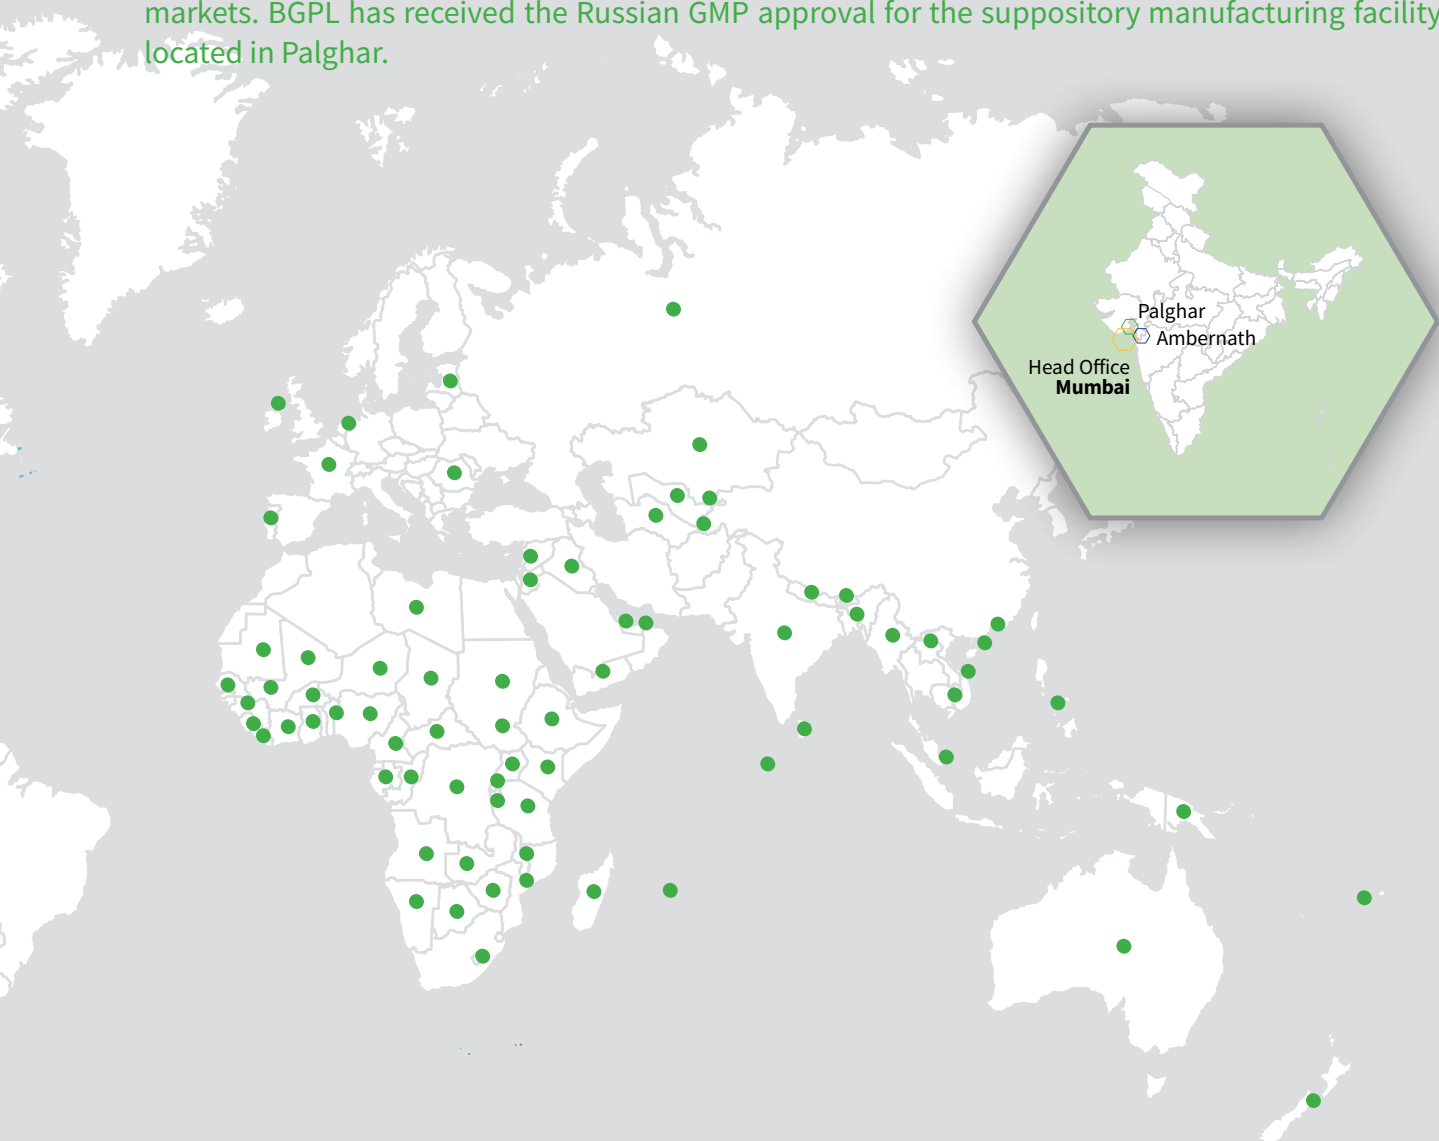 markets. BGPL has received the Russian GMP approval for the suppository manufacturing facility
located in Palghar.
Palghar
Ambernath
Head Office
Mumbai